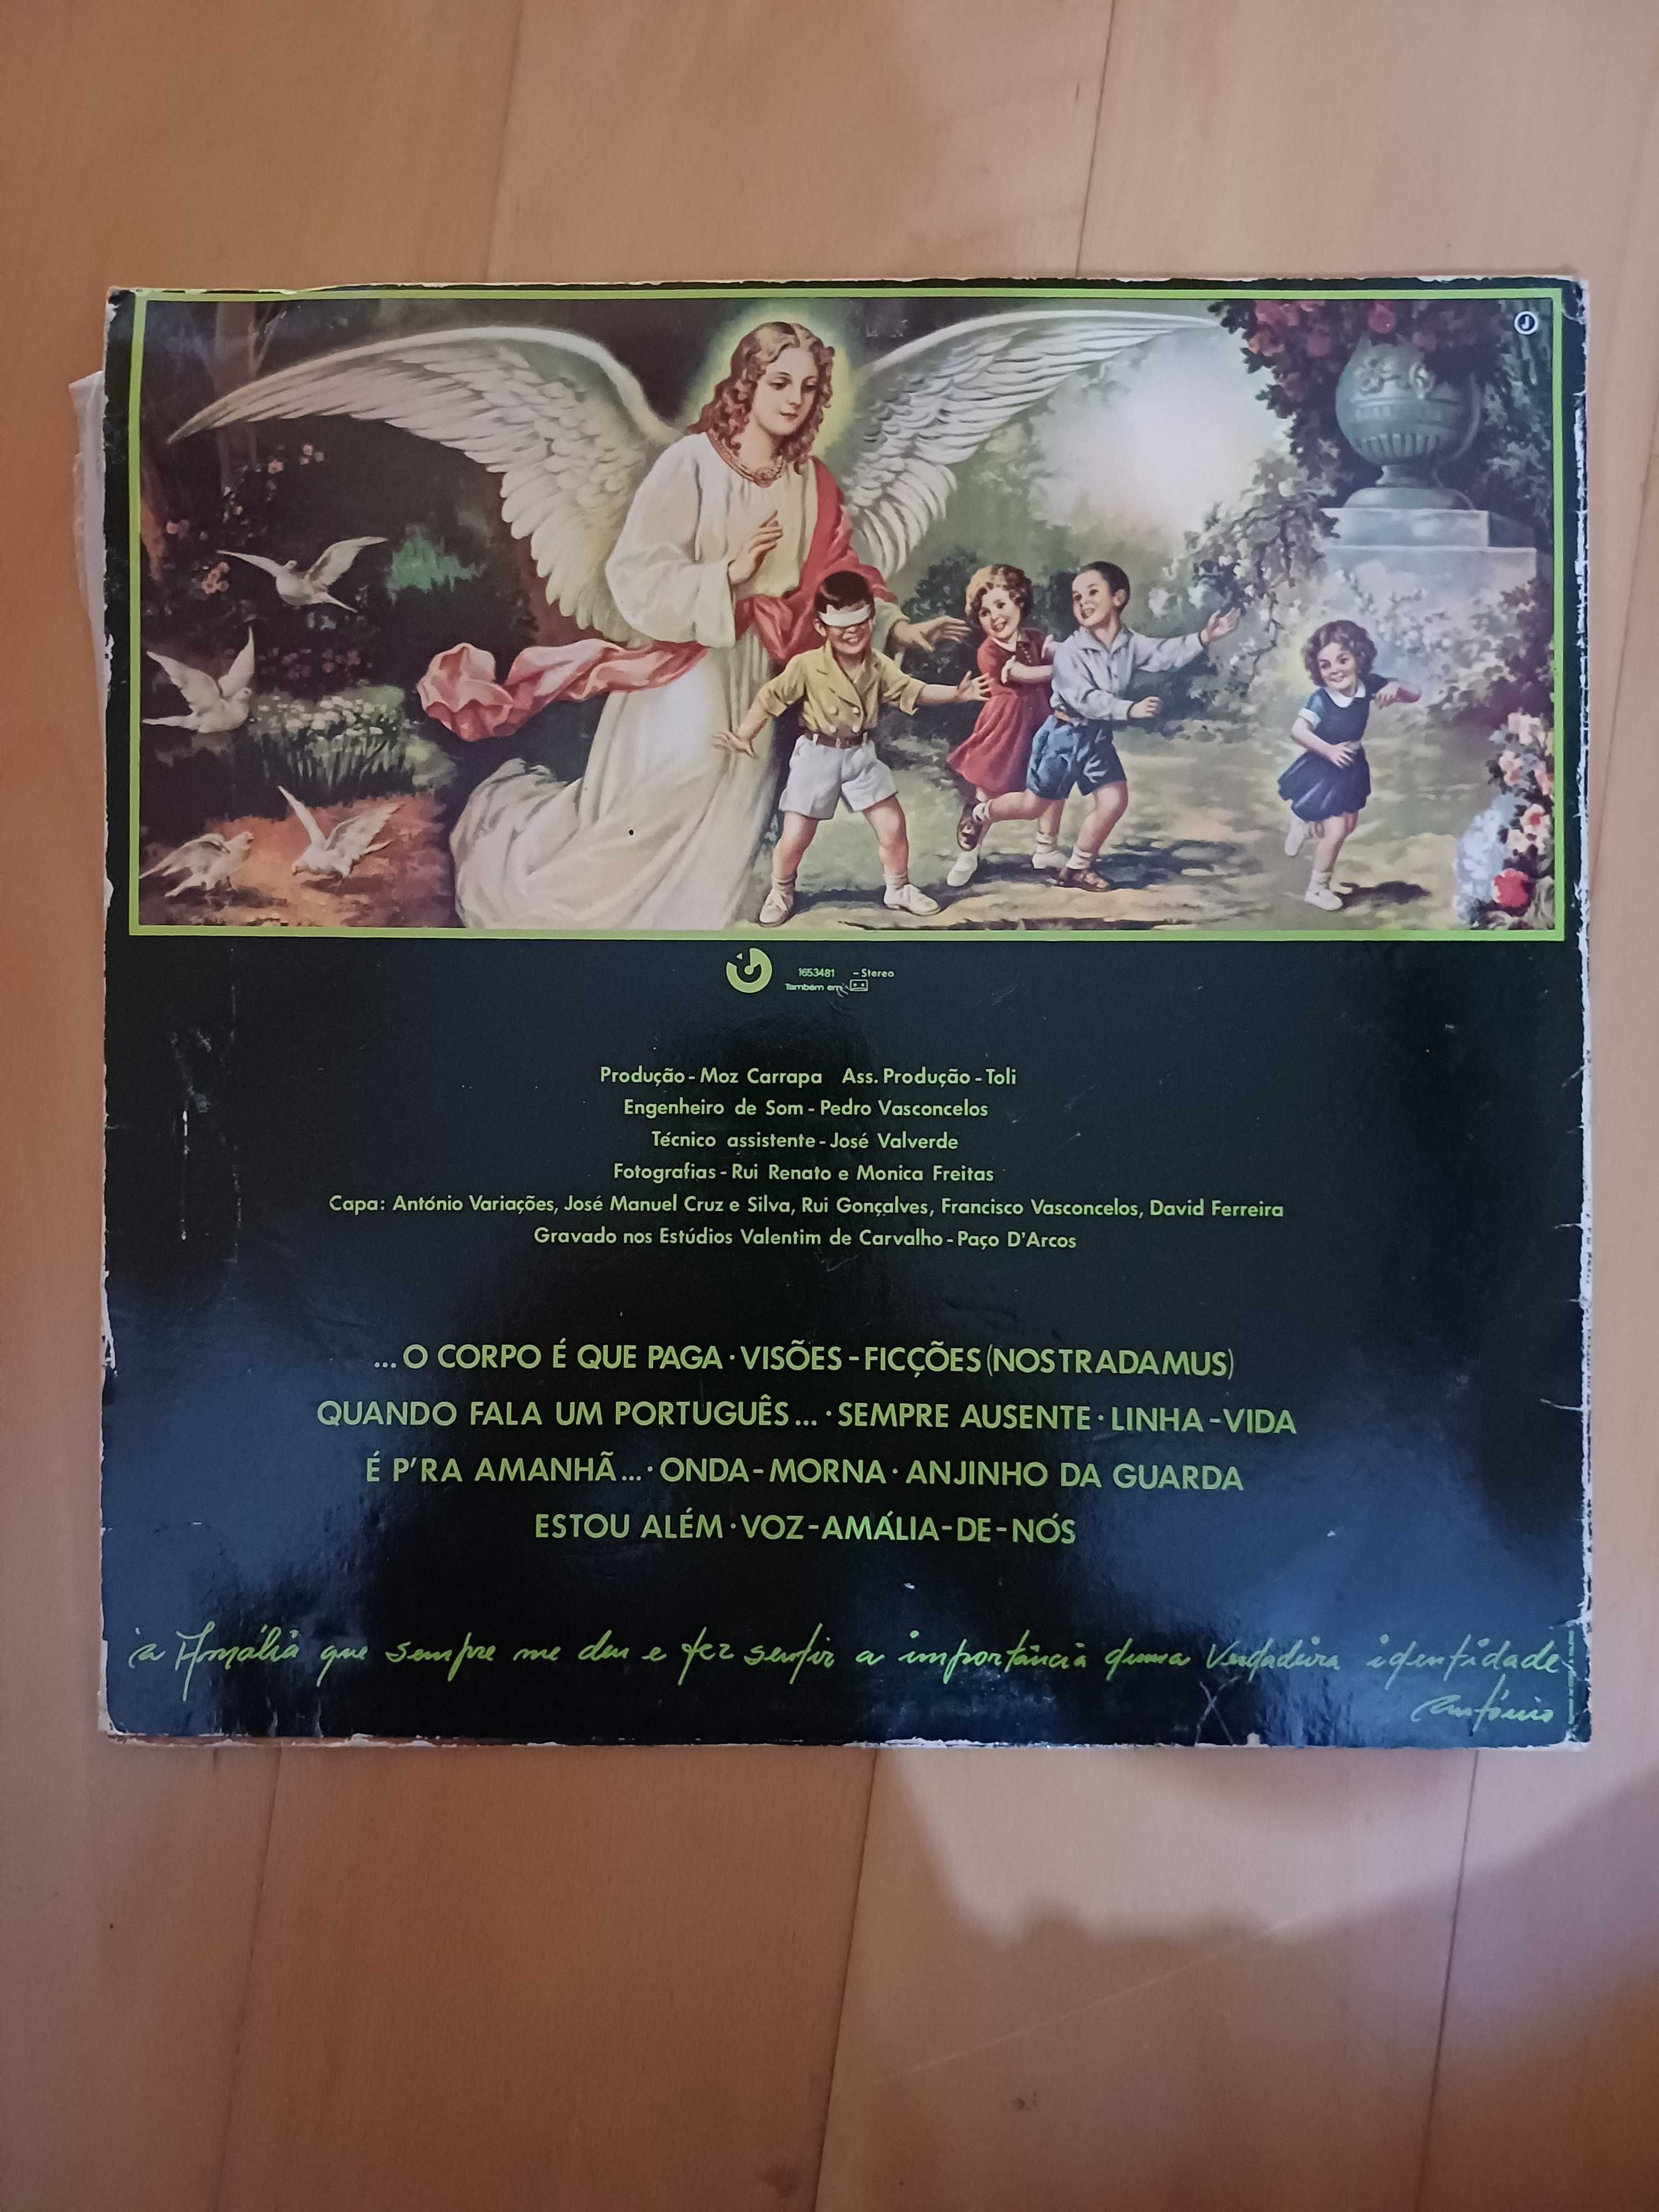 J
1653481 - Stereo
Também em
Produção - Moz Carrapa Ass. Produção - Toli
Engenheiro de Som - Pedro Vasconcelos
Técnico assistente - José Valverde
Fotografias - Rui Renato e Monica Freitas
Capa: António Variações, José Manuel Cruz e Silva, Rui Gonçalves, Francisco Vasconcelos, David Ferreira
Gravado nos Estúdios Valentim de Carvalho - Paço D'Arcos
... O CORPO É QUE PAGA · VISÕES - FICÇÕES (NOSTRADAMUS)
QUANDO FALA UM PORTUGUÊS ... · SEMPRE AUSENTE · LINHA - VIDA
É P'RA AMANHÃ ... · ONDA - MORNA · ANJINHO DA GUARDA
ESTOU ALÉM · VOZ - AMÁLIA - DE - NÓS
à Amália que sempre me deu e fez sentir a importância duma Verdadeira identidade
António